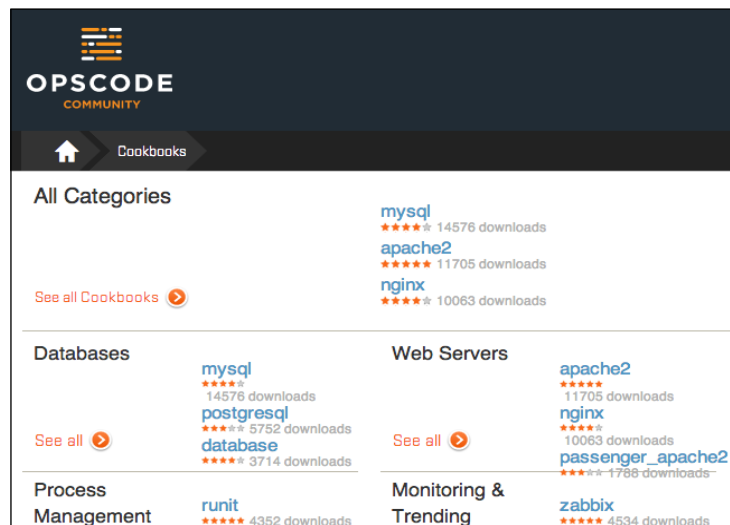 OPSCODE
COMMUNITY
Cookbooks
All Categories
mysql
14576 downloads
apache2
11705 downloads
nginx
10063 downloads
See all Cookbooks
Databases
mysql
14576 downloads
postgresql
5752 downloads
database
3714 downloads
See all
Web Servers
apache2
11705 downloads
nginx
10063 downloads
passenger_apache2
1788 downloads
See all
Process
Management
runit
4352 downloads
Monitoring &
Trending
zabbix
4534 downloads